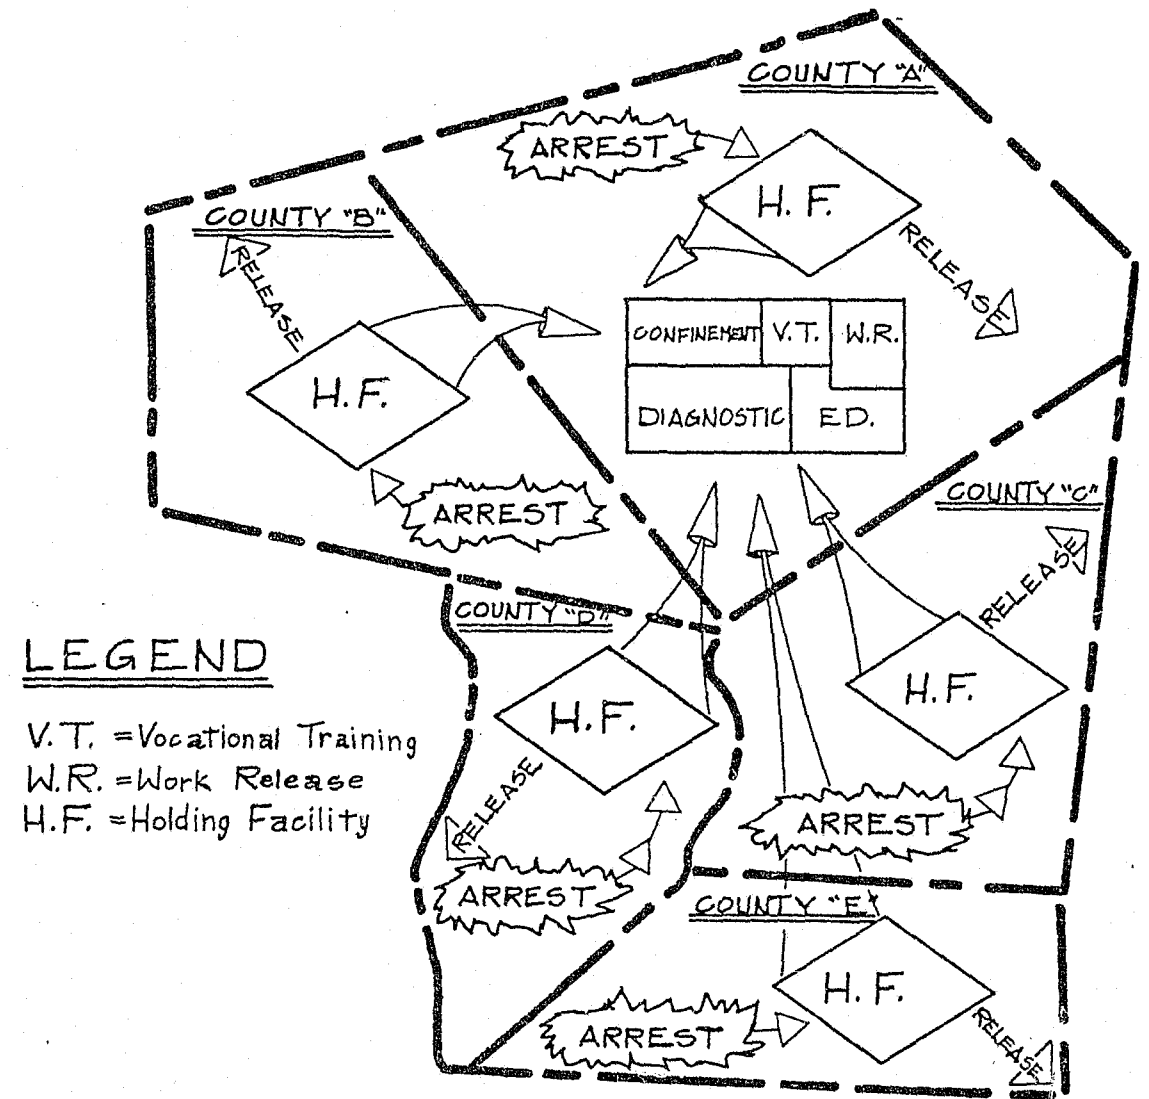 COUNTY "A"
ARREST
H. F.
RELEASE
COUNTY "B"
RELEASE
CONFINEMENT
V.T.
W.R.
H. F.
DIAGNOSTIC
ED.
ARREST
COUNTY "C"
RELEASE
COUNTY "D"
LEGEND
H. F.
H. F.
V.T. =Vocational Training
W.R. =Work Release
H.F. =Holding Facility
RELEASE
ARREST
ARREST
COUNTY "E"
H. F.
ARREST
RELEASE